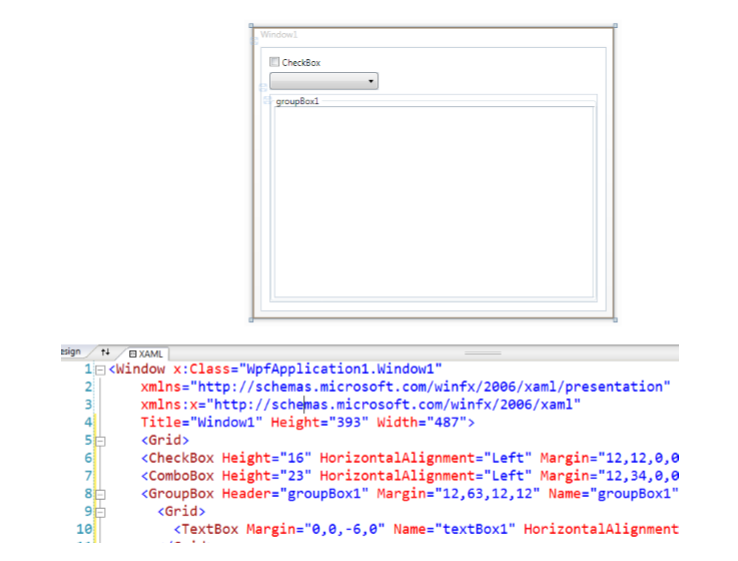 Window1
CheckBox
groupBox1
esign XAML
1 <Window x:Class="WpfApplication1.Window1"
2 xmlns="http://schemas.microsoft.com/winfx/2006/xaml/presentation"
3 xmlns:x="http://schemas.microsoft.com/winfx/2006/xaml"
4 Title="Window1" Height="393" Width="487">
5 <Grid>
6 <CheckBox Height="16" HorizontalAlignment="Left" Margin="12,12,0,0
7 <ComboBox Height="23" HorizontalAlignment="Left" Margin="12,34,0,0
8 <GroupBox Header="groupBox1" Margin="12,63,12,12" Name="groupBox1"
9 <Grid>
10 <TextBox Margin="0,0,-6,0" Name="textBox1" HorizontalAlignment